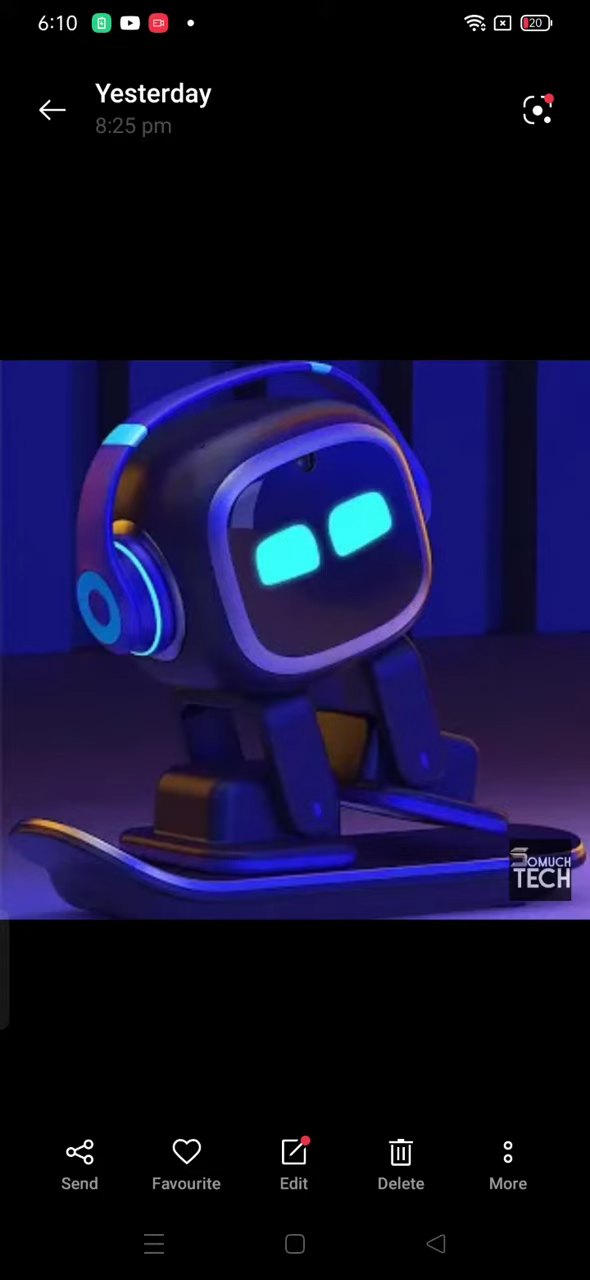 6:10
20
Yesterday
8:25 pm
SOMUCH
TECH
Send
Favourite
Edit
Delete
More